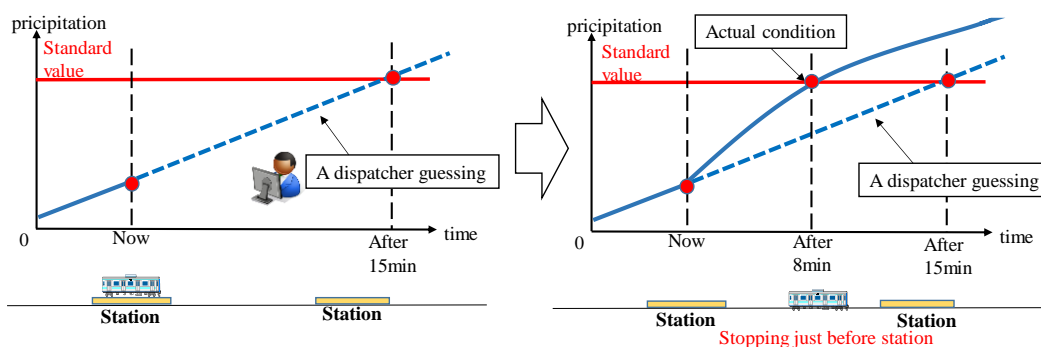 pricipitation
Standard
value
A dispatcher guessing
0
Now
After
15min
time
Station
Station
pricipitation
Actual condition
Standard
value
A dispatcher guessing
0
Now
After
8min
After
15min
time
Station
Station
Stopping just before station